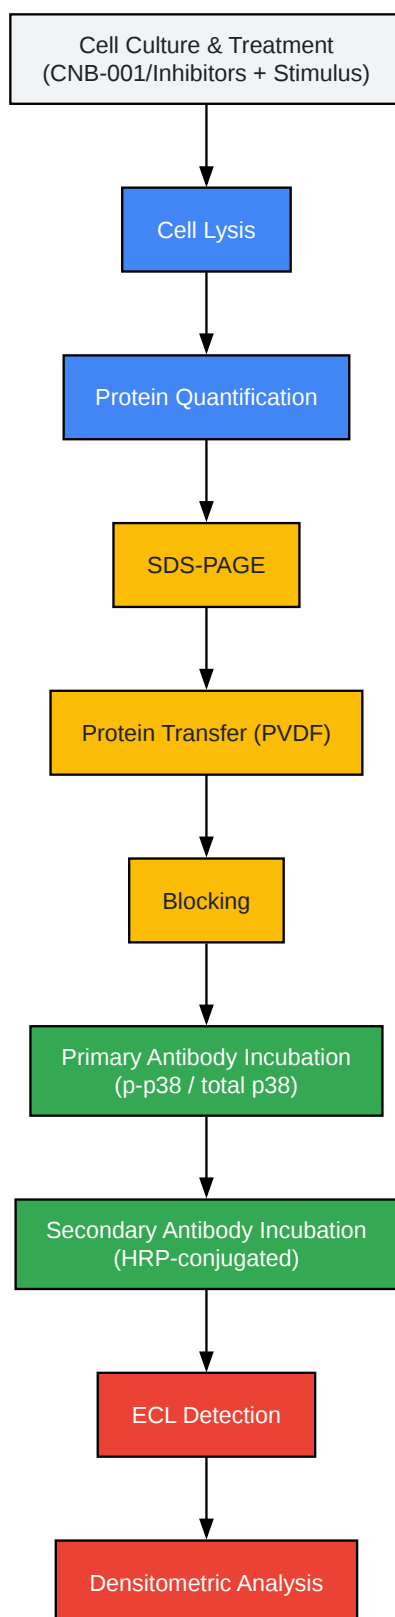 Cell Culture & Treatment
(CNB-001/Inhibitors + Stimulus)
Cell Lysis
Protein Quantification
SDS-PAGE
Protein Transfer (PVDF)
Blocking
Primary Antibody Incubation
(p-p38 / total p38)
Secondary Antibody Incubation
(HRP-conjugated)
ECL Detection
Densitometric Analysis